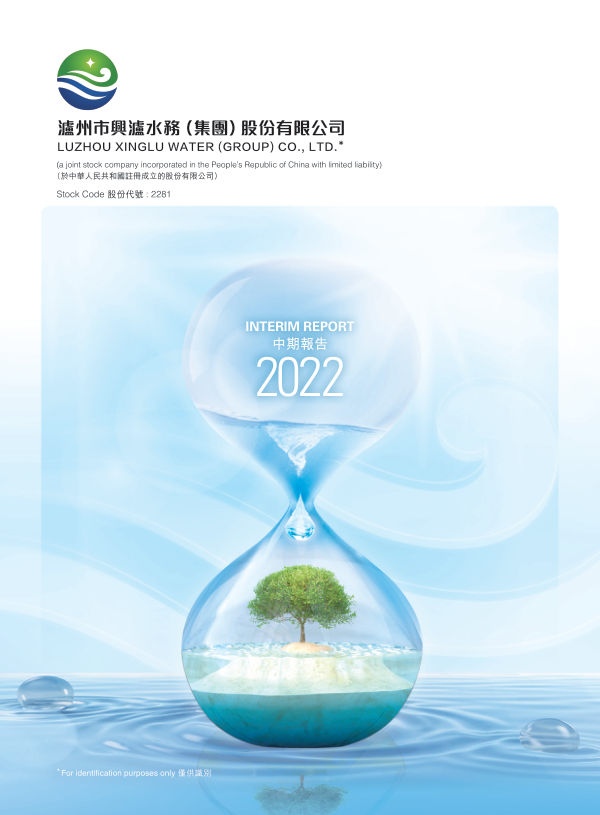 瀘州市興瀘水務(集團)股份有限公司
LUZHOU XINGLU WATER (GROUP) CO., LTD.*
(a joint stock company incorporated in the People's Republic of China with limited liability)
(於中華人民共和國註冊成立的股份有限公司)
Stock Code 股份代號 : 2281
INTERIM REPORT
中期報告
2022
* For identification purposes only 僅供識別